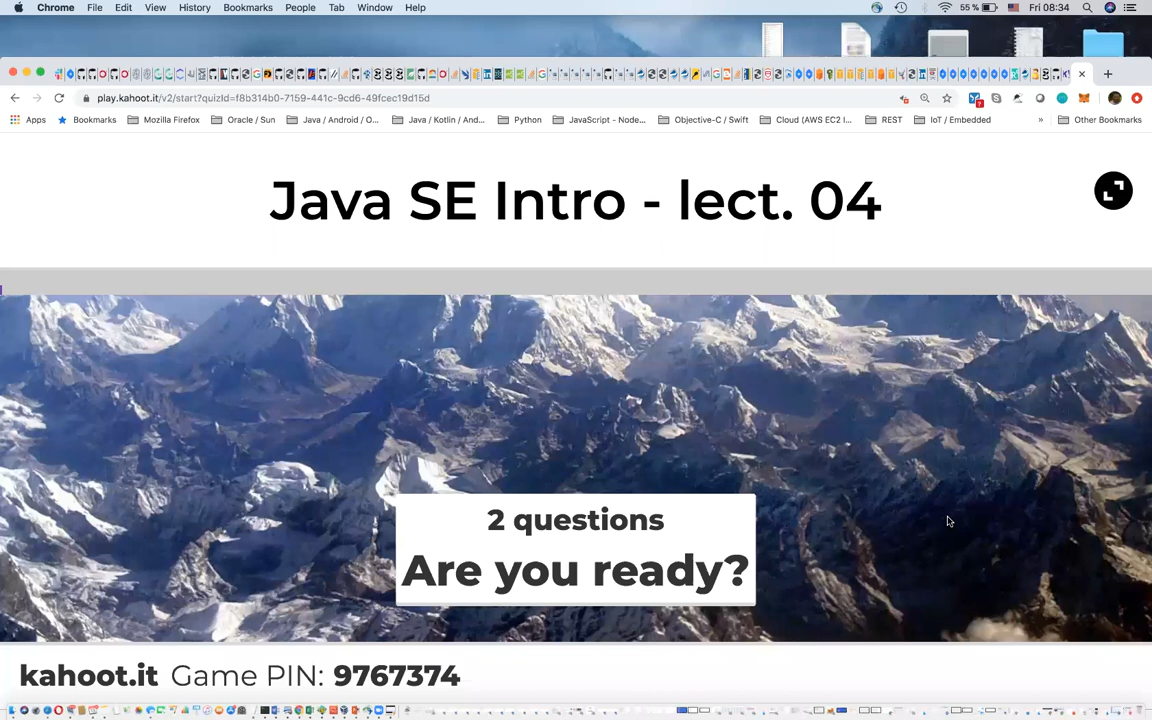 Chrome File Edit View History Bookmarks People Tab Window Help 55 % Fri 08:34
play.kahoot.it/v2/start?quizId=f8b314b0-7159-441c-9cd6-49fcec19d15d
Apps Bookmarks Mozilla Firefox Oracle / Sun Java / Android / O... Java / Kotlin / And... Python JavaScript - Node... Objective-C / Swift Cloud (AWS EC2 I... REST IoT / Embedded » Other Bookmarks
Java SE Intro - lect. 04
2 questions
Are you ready?
kahoot.it Game PIN: 9767374